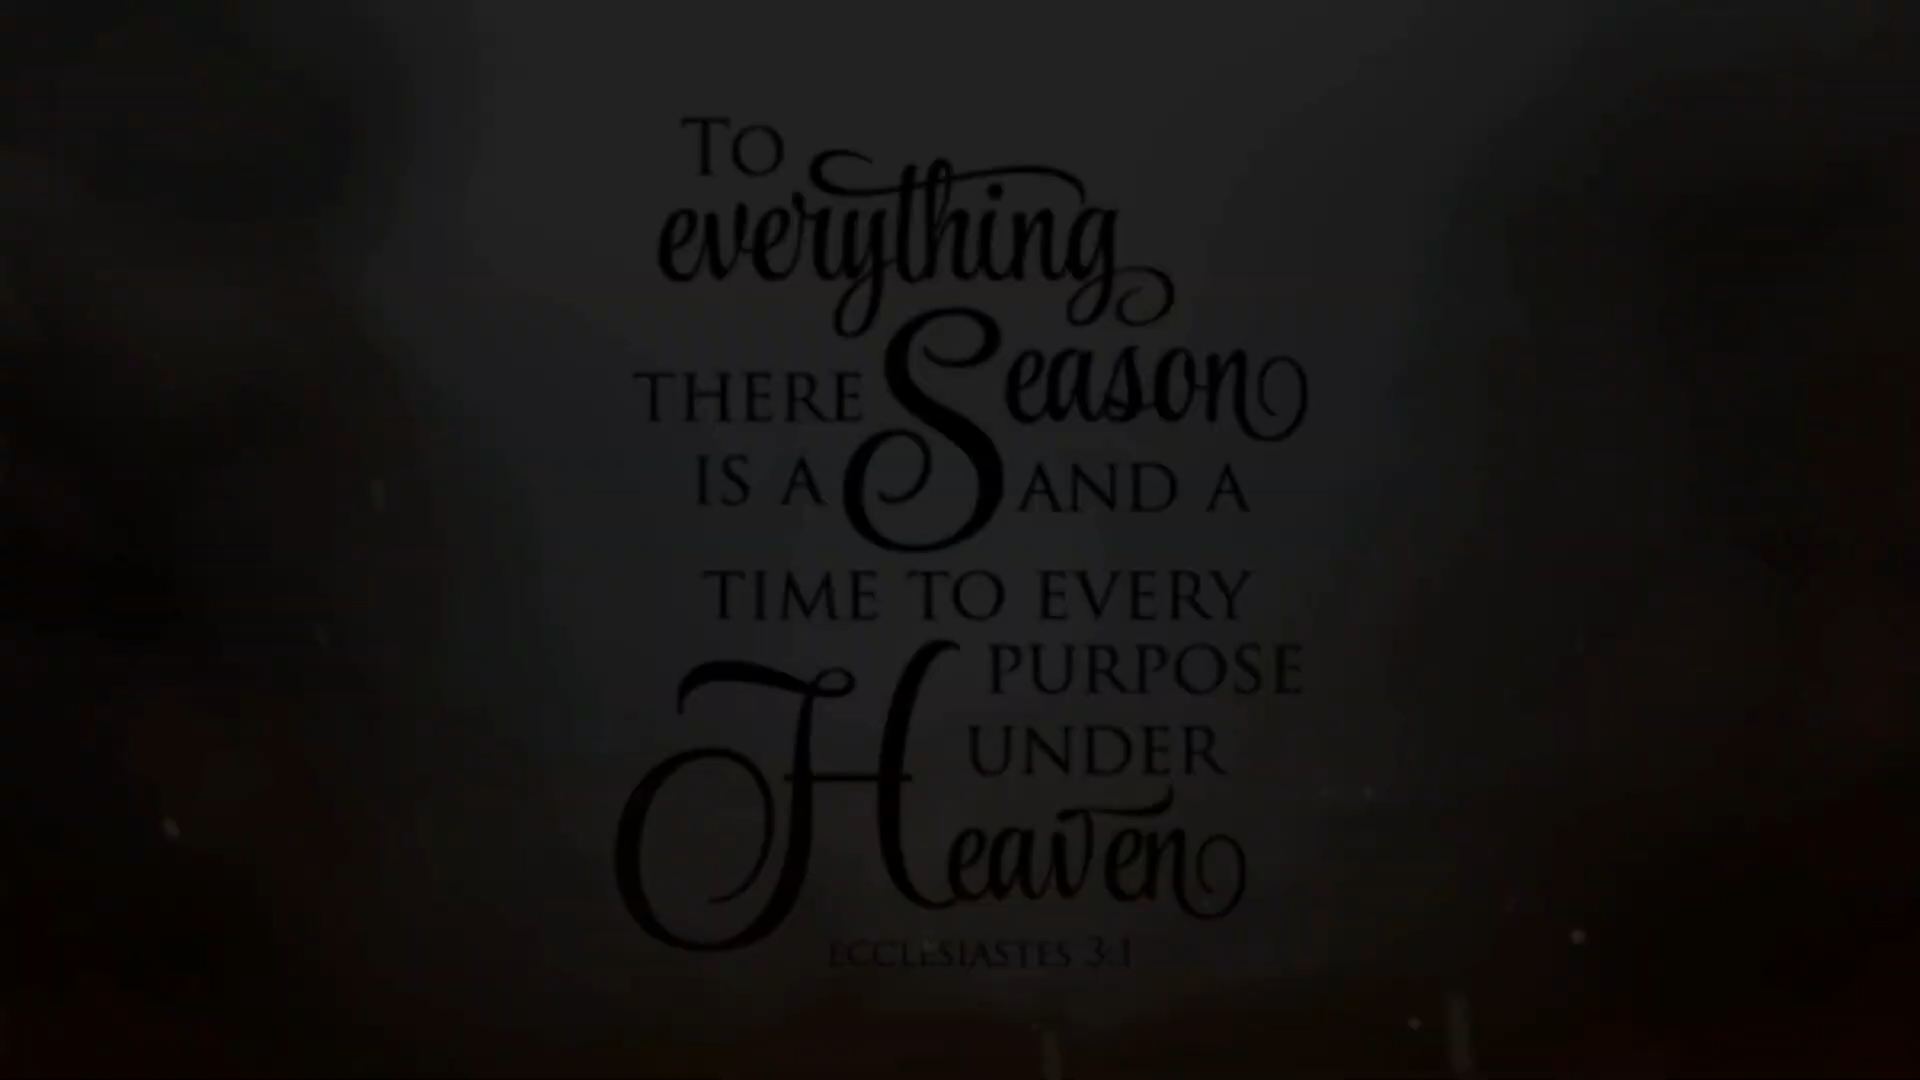 TO
everything
THERE Season
IS A AND A
TIME TO EVERY
PURPOSE
UNDER
Heaven
ECCLESIASTES 3:1